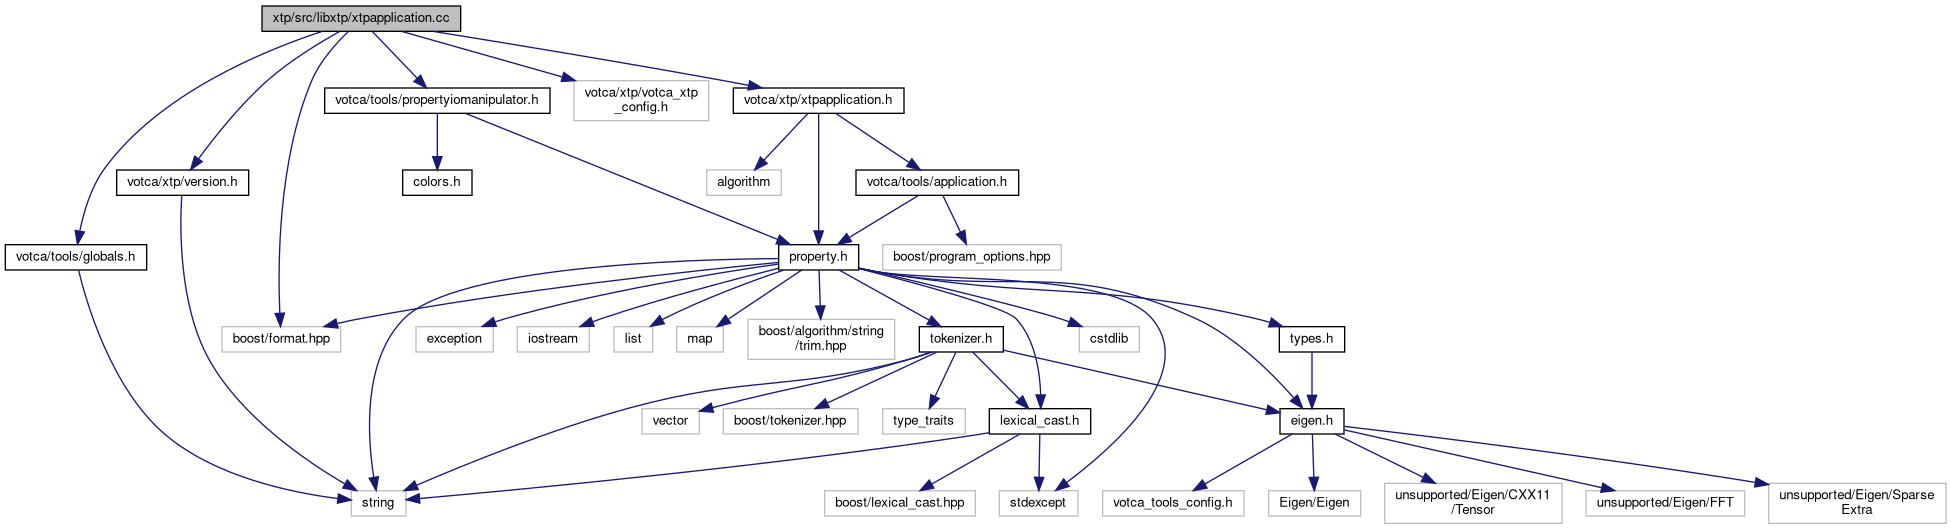 xtp/src/libxtp/xtpapplication.cc
votca/tools/propertyiomanipulator.h
votca/xtp/votca_xtp
_config.h
votca/xtp/xtpapplication.h
votca/xtp/version.h
colors.h
algorithm
votca/tools/application.h
votca/tools/globals.h
property.h
boost/program_options.hpp
boost/format.hpp
exception
iostream
list
map
boost/algorithm/string
/trim.hpp
tokenizer.h
cstdlib
types.h
vector
boost/tokenizer.hpp
type_traits
lexical_cast.h
eigen.h
string
boost/lexical_cast.hpp
stdexcept
votca_tools_config.h
Eigen/Eigen
unsupported/Eigen/CXX11
/Tensor
unsupported/Eigen/FFT
unsupported/Eigen/Sparse
Extra